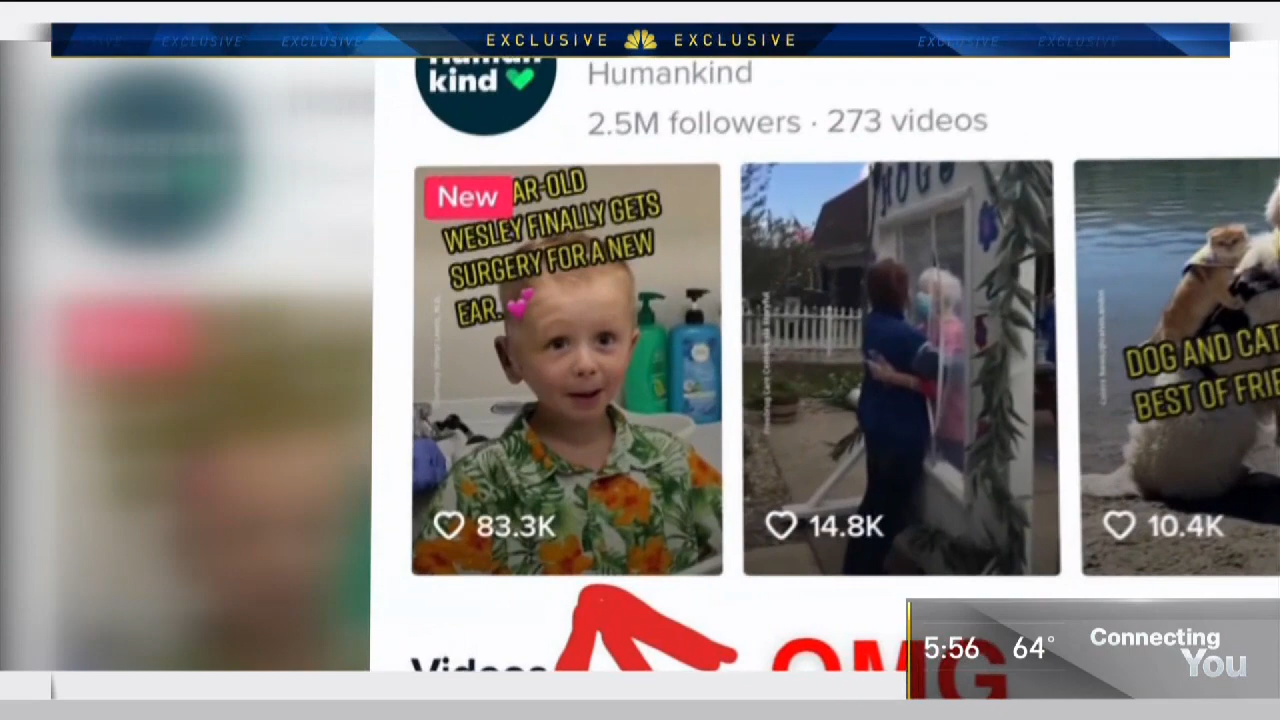 EXCLUSIVE EXCLUSIVE
EXCLUSIVE
EXCLUSIVE
EXCLUSIVE
EXCLUSIVE
kind
Humankind
2.5M followers · 273 videos
New
AR-OLD
WESLEY FINALLY GETS
SURGERY FOR A NEW
EAR.
83.3K
14.8K
DOG AND CAT
BEST OF FRIE
10.4K
Videos
OMG
5:56 64°
Connecting
You